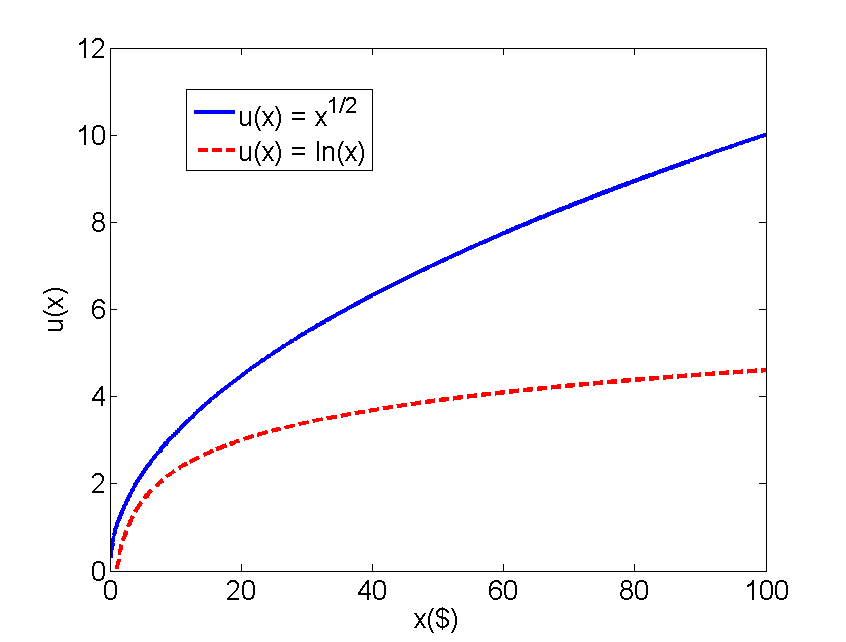 12
10
8
6
4
2
0
u(x)
u(x) = x^{1/2}
u(x) = ln(x)
0 20 40 60 80 100
x($)